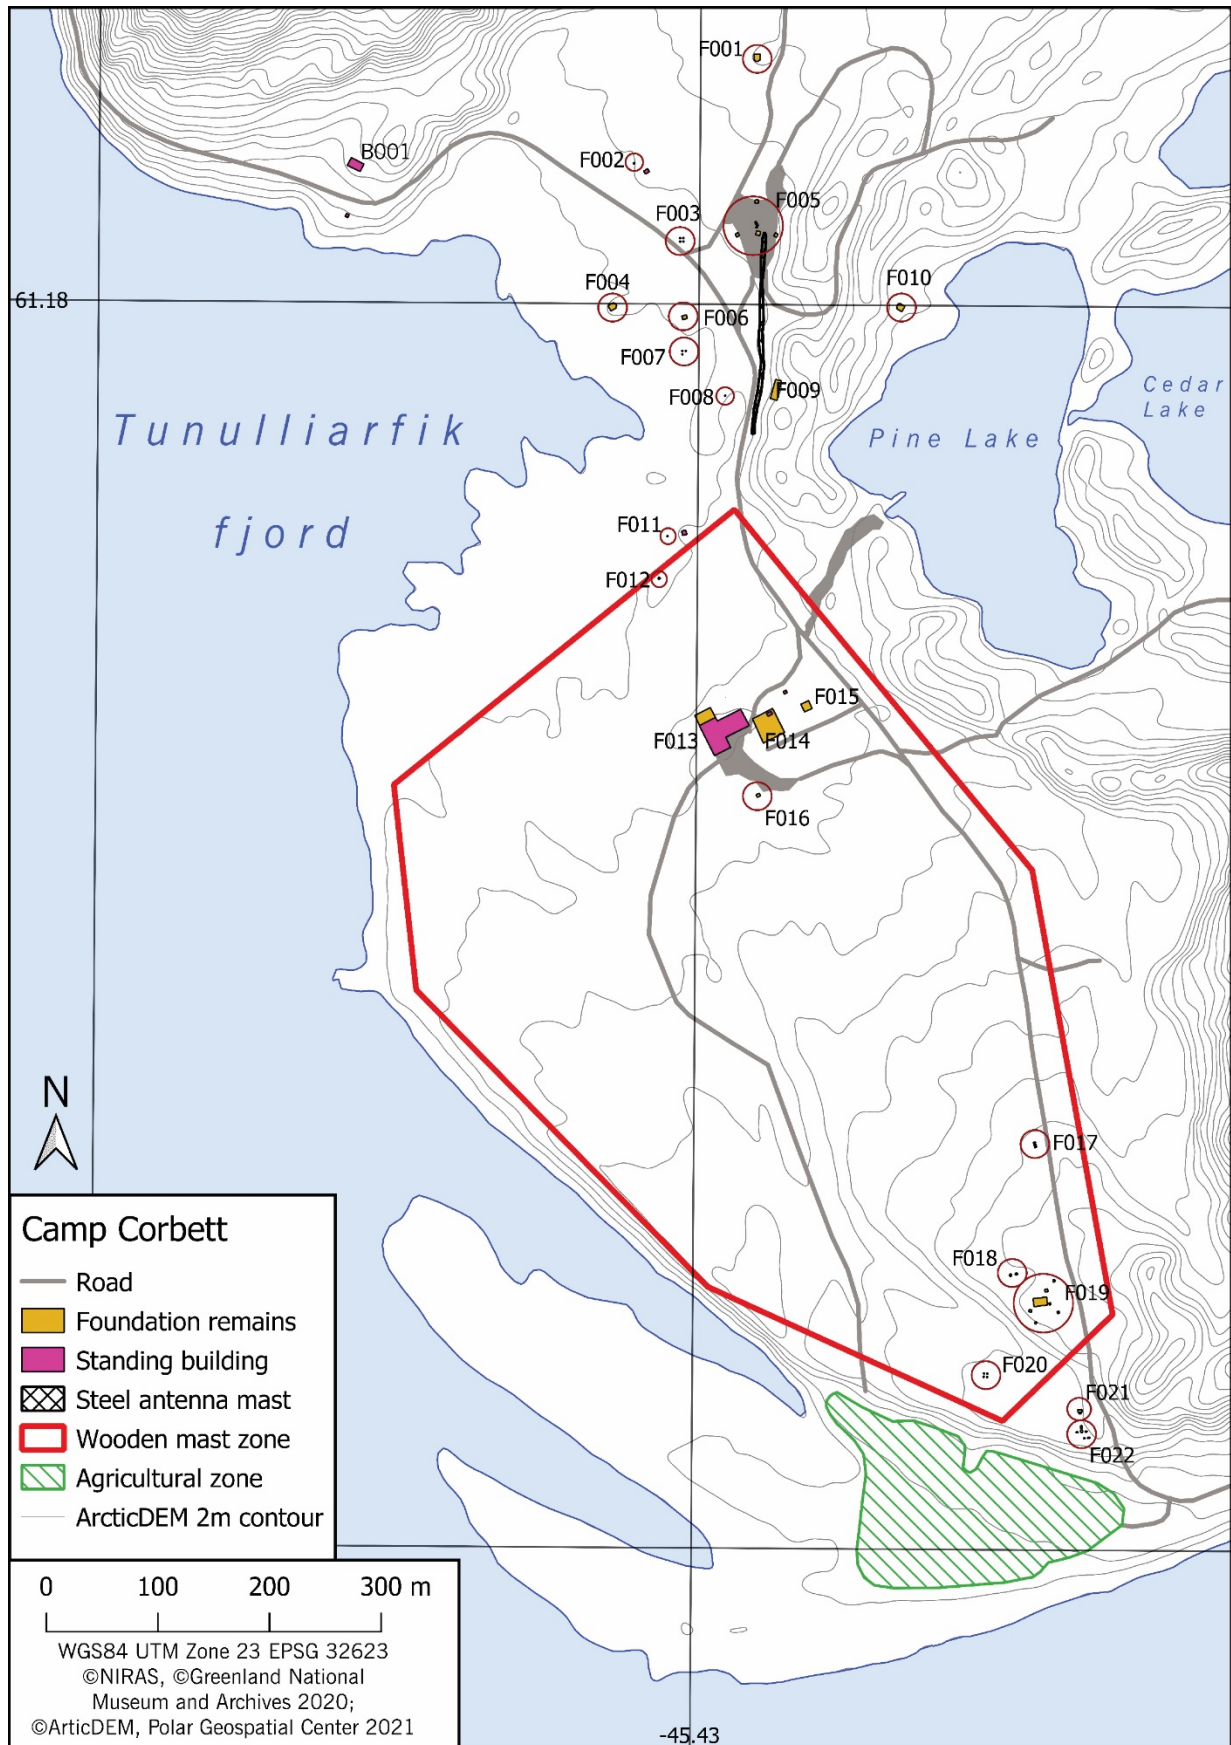 F001
B001
F002
F005
F003
F004
F010
61.18
F006
F007
F009
Cedar
Lake
F008
Tunulliarfik
Pine Lake
fjord
F011
F012
F015
F013
F014
F016
N
F017
Camp Corbett
Road
Foundation remains
Standing building
Steel antenna mast
Wooden mast zone
Agricultural zone
ArcticDEM 2m contour
F018
F019
F020
F021
F022
0 100 200 300 m
WGS84 UTM Zone 23 EPSG 32623
©NIRAS, ©Greenland National
Museum and Archives 2020;
©ArticDEM, Polar Geospatial Center 2021
-45.43